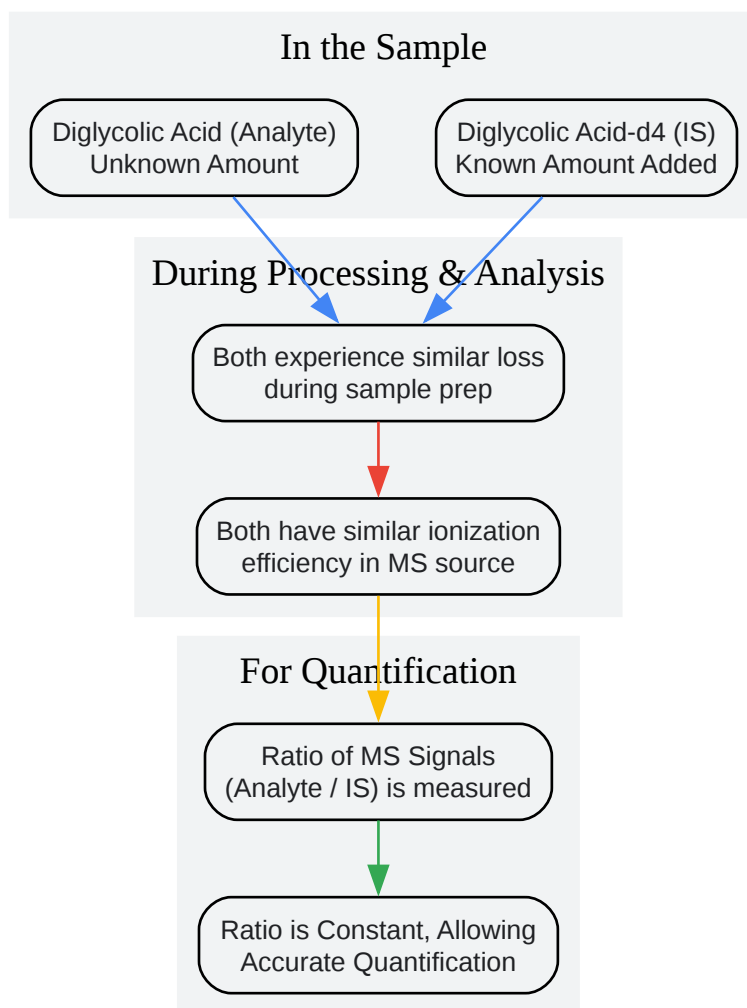 In the Sample
Diglycolic Acid (Analyte)
Unknown Amount
Diglycolic Acid-d4 (IS)
Known Amount Added
During Processing & Analysis
Both experience similar loss
during sample prep
Both have similar ionization
efficiency in MS source
For Quantification
Ratio of MS Signals
(Analyte / IS) is measured
Ratio is Constant, Allowing
Accurate Quantification